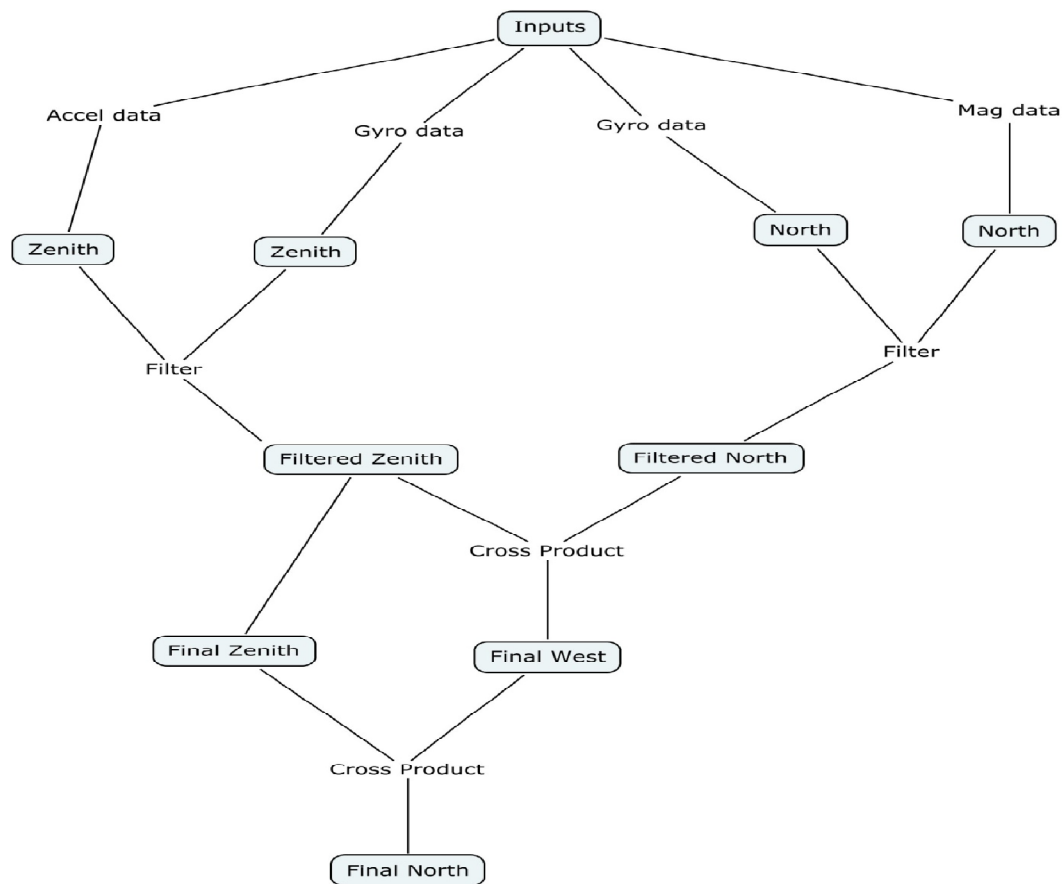 Inputs
Accel data
Gyro data
Gyro data
Mag data
Zenith
Zenith
North
North
Filter
Filter
Filtered Zenith
Filtered North
Cross Product
Final Zenith
Final West
Cross Product
Final North